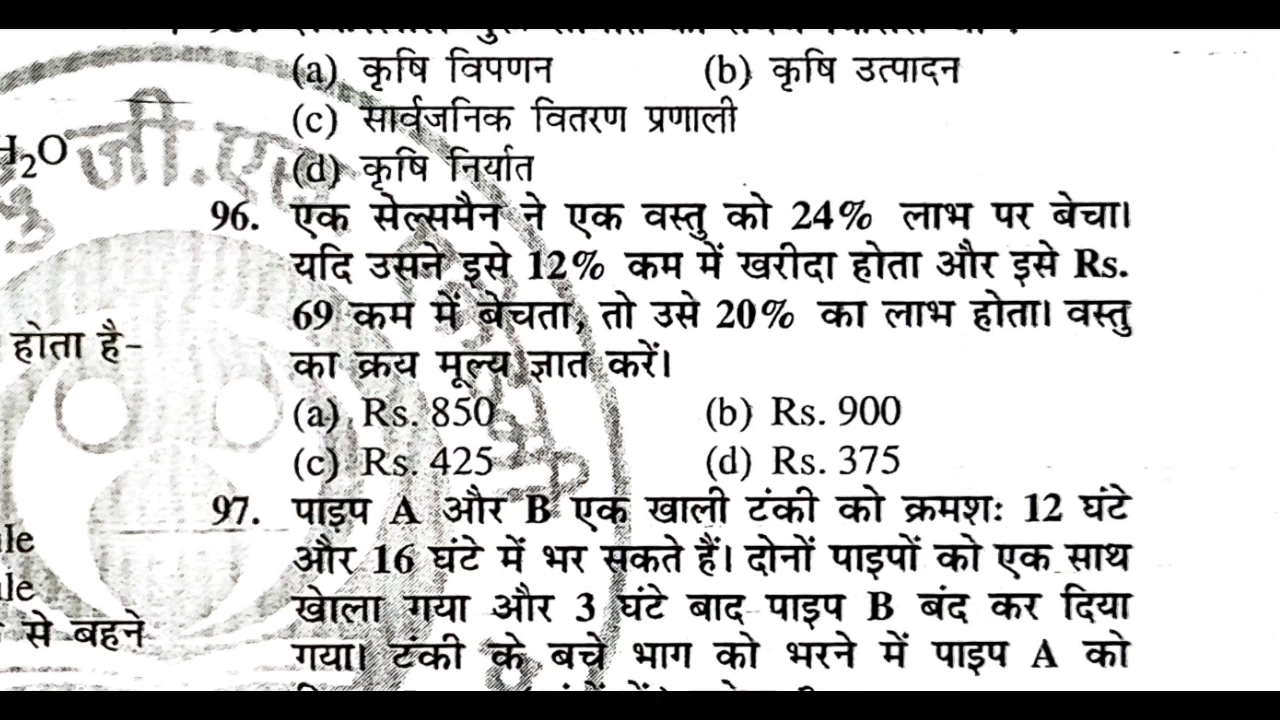 (a) कृषि विपणन (b) कृषि उत्पादन
(c) सार्वजनिक वितरण प्रणाली
H₂O
जी.एस
(d) कृषि निर्यात
96. एक सेल्समैन ने एक वस्तु को 24% लाभ पर बेचा।
यदि उसने इसे 12% कम में खरीदा होता और इसे Rs.
69 कम में बेचता, तो उसे 20% का लाभ होता। वस्तु
होता है-
का क्रय मूल्य ज्ञात करें।
(a) Rs. 850 (b) Rs. 900
(c) Rs. 425 (d) Rs. 375
97. पाइप A और B एक खाली टंकी को क्रमशः 12 घंटे
le
और 16 घंटे में भर सकते हैं। दोनों पाइपों को एक साथ
le
खेाला गया और 3 घंटे बाद पाइप B बंद कर दिया
से बहने
गया। टंकी के बचे भाग को भरने में पाइप A को